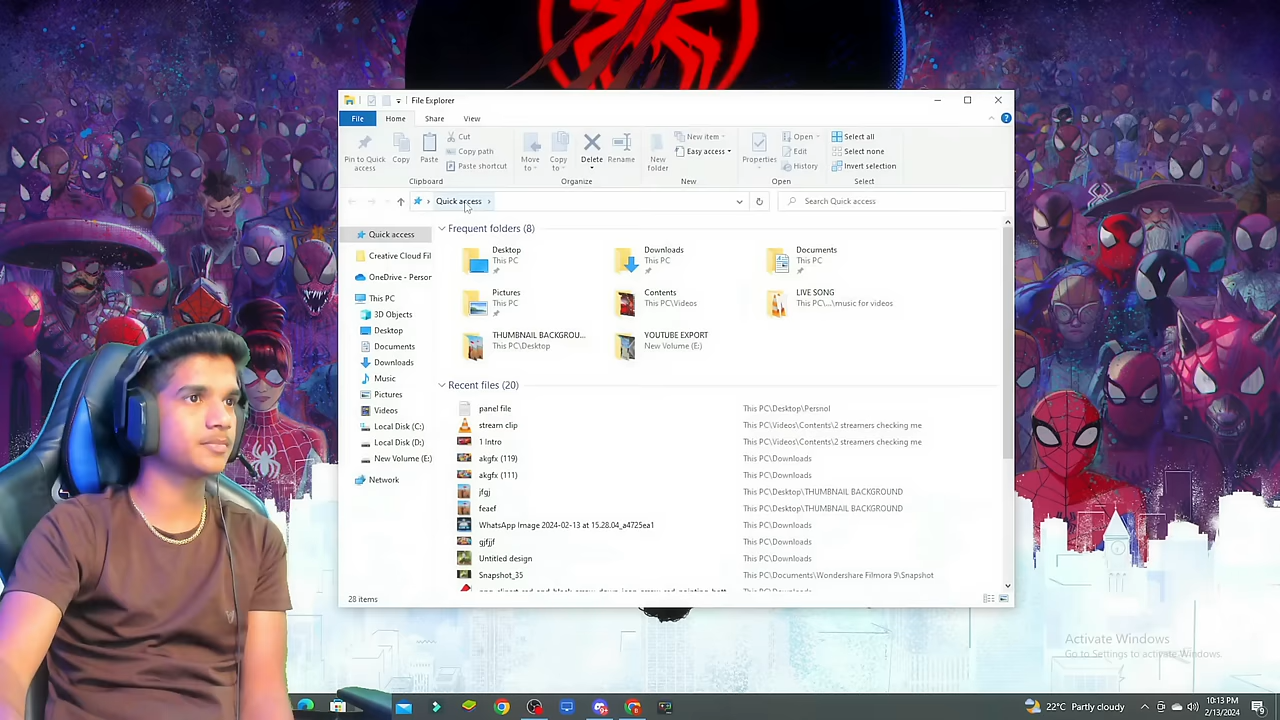 File Explorer
File Home Share View
Pin to Quick access
Copy
Paste
Cut
Copy path
Paste shortcut
Clipboard
Move to
Copy to
Delete
Rename
Organize
New folder
New item
Easy access
New
Properties
Open
Edit
History
Open
Select all
Select none
Invert selection
Select
Quick access
Search Quick access
Quick access
Creative Cloud Fil
OneDrive - Person
This PC
3D Objects
Desktop
Documents
Downloads
Music
Pictures
Videos
Local Disk (C:)
Local Disk (D:)
New Volume (E:)
Network
Frequent folders (8)
Desktop
This PC
Downloads
This PC
Documents
This PC
Pictures
This PC
Contents
This PC\Videos
LIVE SONG
This PC\...\music for videos
THUMBNAIL BACKGROU...
This PC\Desktop
YOUTUBE EXPORT
New Volume (E:)
Recent files (20)
panel file This PC\Desktop\Persnol
stream clip This PC\Videos\Contents\2 streamers checking me
1 Intro This PC\Videos\Contents\2 streamers checking me
akgfx (119) This PC\Downloads
akgfx (111) This PC\Downloads
jfgj This PC\Desktop\THUMBNAIL BACKGROUND
feaef This PC\Desktop\THUMBNAIL BACKGROUND
WhatsApp Image 2024-02-13 at 15.28.04_a4725ea1 This PC\Downloads
gjfjjf This PC\Downloads
Untitled design This PC\Downloads
Snapshot_35 This PC\Documents\Wondershare Filmora 9\Snapshot
28 items
Activate Windows
Go to Settings to activate Windows.
22°C Partly Cloudy
10:13 PM
2/13/2024